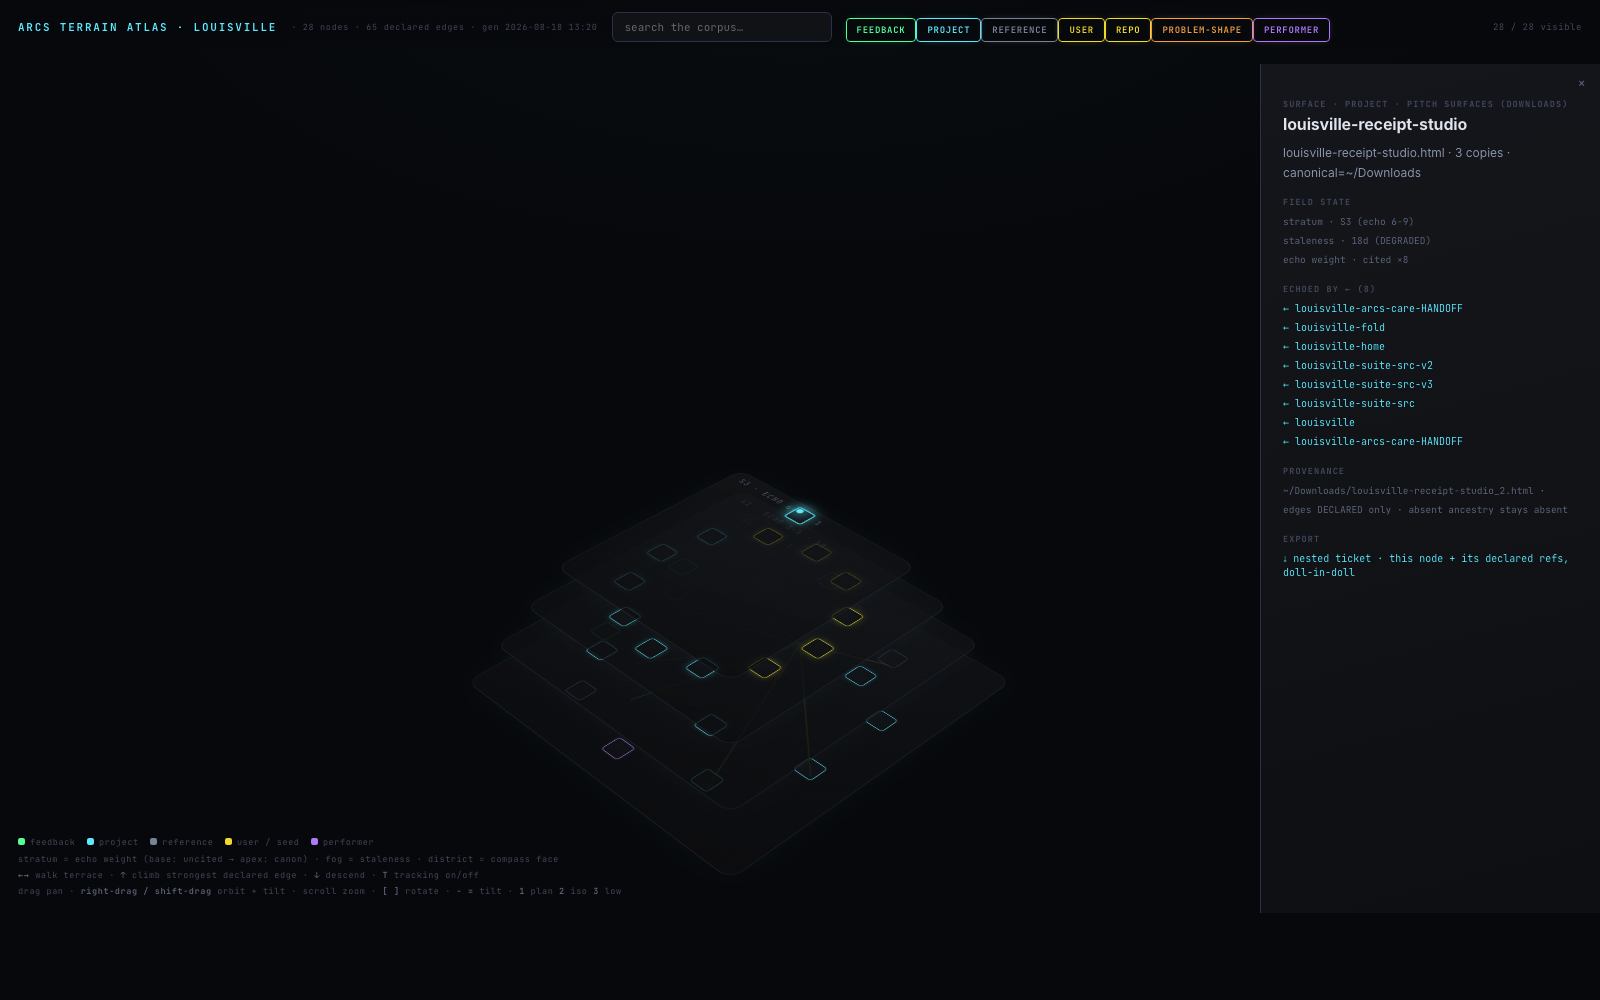 ARCS TERRAIN ATLAS · LOUISVILLE
· 28 nodes · 65 declared edges · gen 2026-08-18 13:20
search the corpus…
FEEDBACK
PROJECT
REFERENCE
USER
REPO
PROBLEM-SHAPE
PERFORMER
28 / 28 visible
×
SURFACE · PROJECT · PITCH SURFACES (DOWNLOADS)
louisville-receipt-studio
louisville-receipt-studio.html · 3 copies ·
canonical=~/Downloads
FIELD STATE
stratum · S3 (echo 6-9)
staleness · 18d (DEGRADED)
echo weight · cited ×8
ECHOED BY ← (8)
← louisville-arcs-care-HANDOFF
← louisville-fold
← louisville-home
← louisville-suite-src-v2
← louisville-suite-src-v3
← louisville-suite-src
← louisville
← louisville-arcs-care-HANDOFF
PROVENANCE
~/Downloads/louisville-receipt-studio_2.html ·
edges DECLARED only · absent ancestry stays absent
EXPORT
↓ nested ticket · this node + its declared refs,
doll-in-doll
S3 · ECHO
feedback
project
reference
user / seed
performer
stratum = echo weight (base: uncited → apex: canon) · fog = staleness · district = compass face
←→ walk terrace · ↑ climb strongest declared edge · ↓ descend · T tracking on/off
drag pan · right-drag / shift-drag orbit + tilt · scroll zoom · [ ] rotate · - = tilt · 1 plan 2 iso 3 low